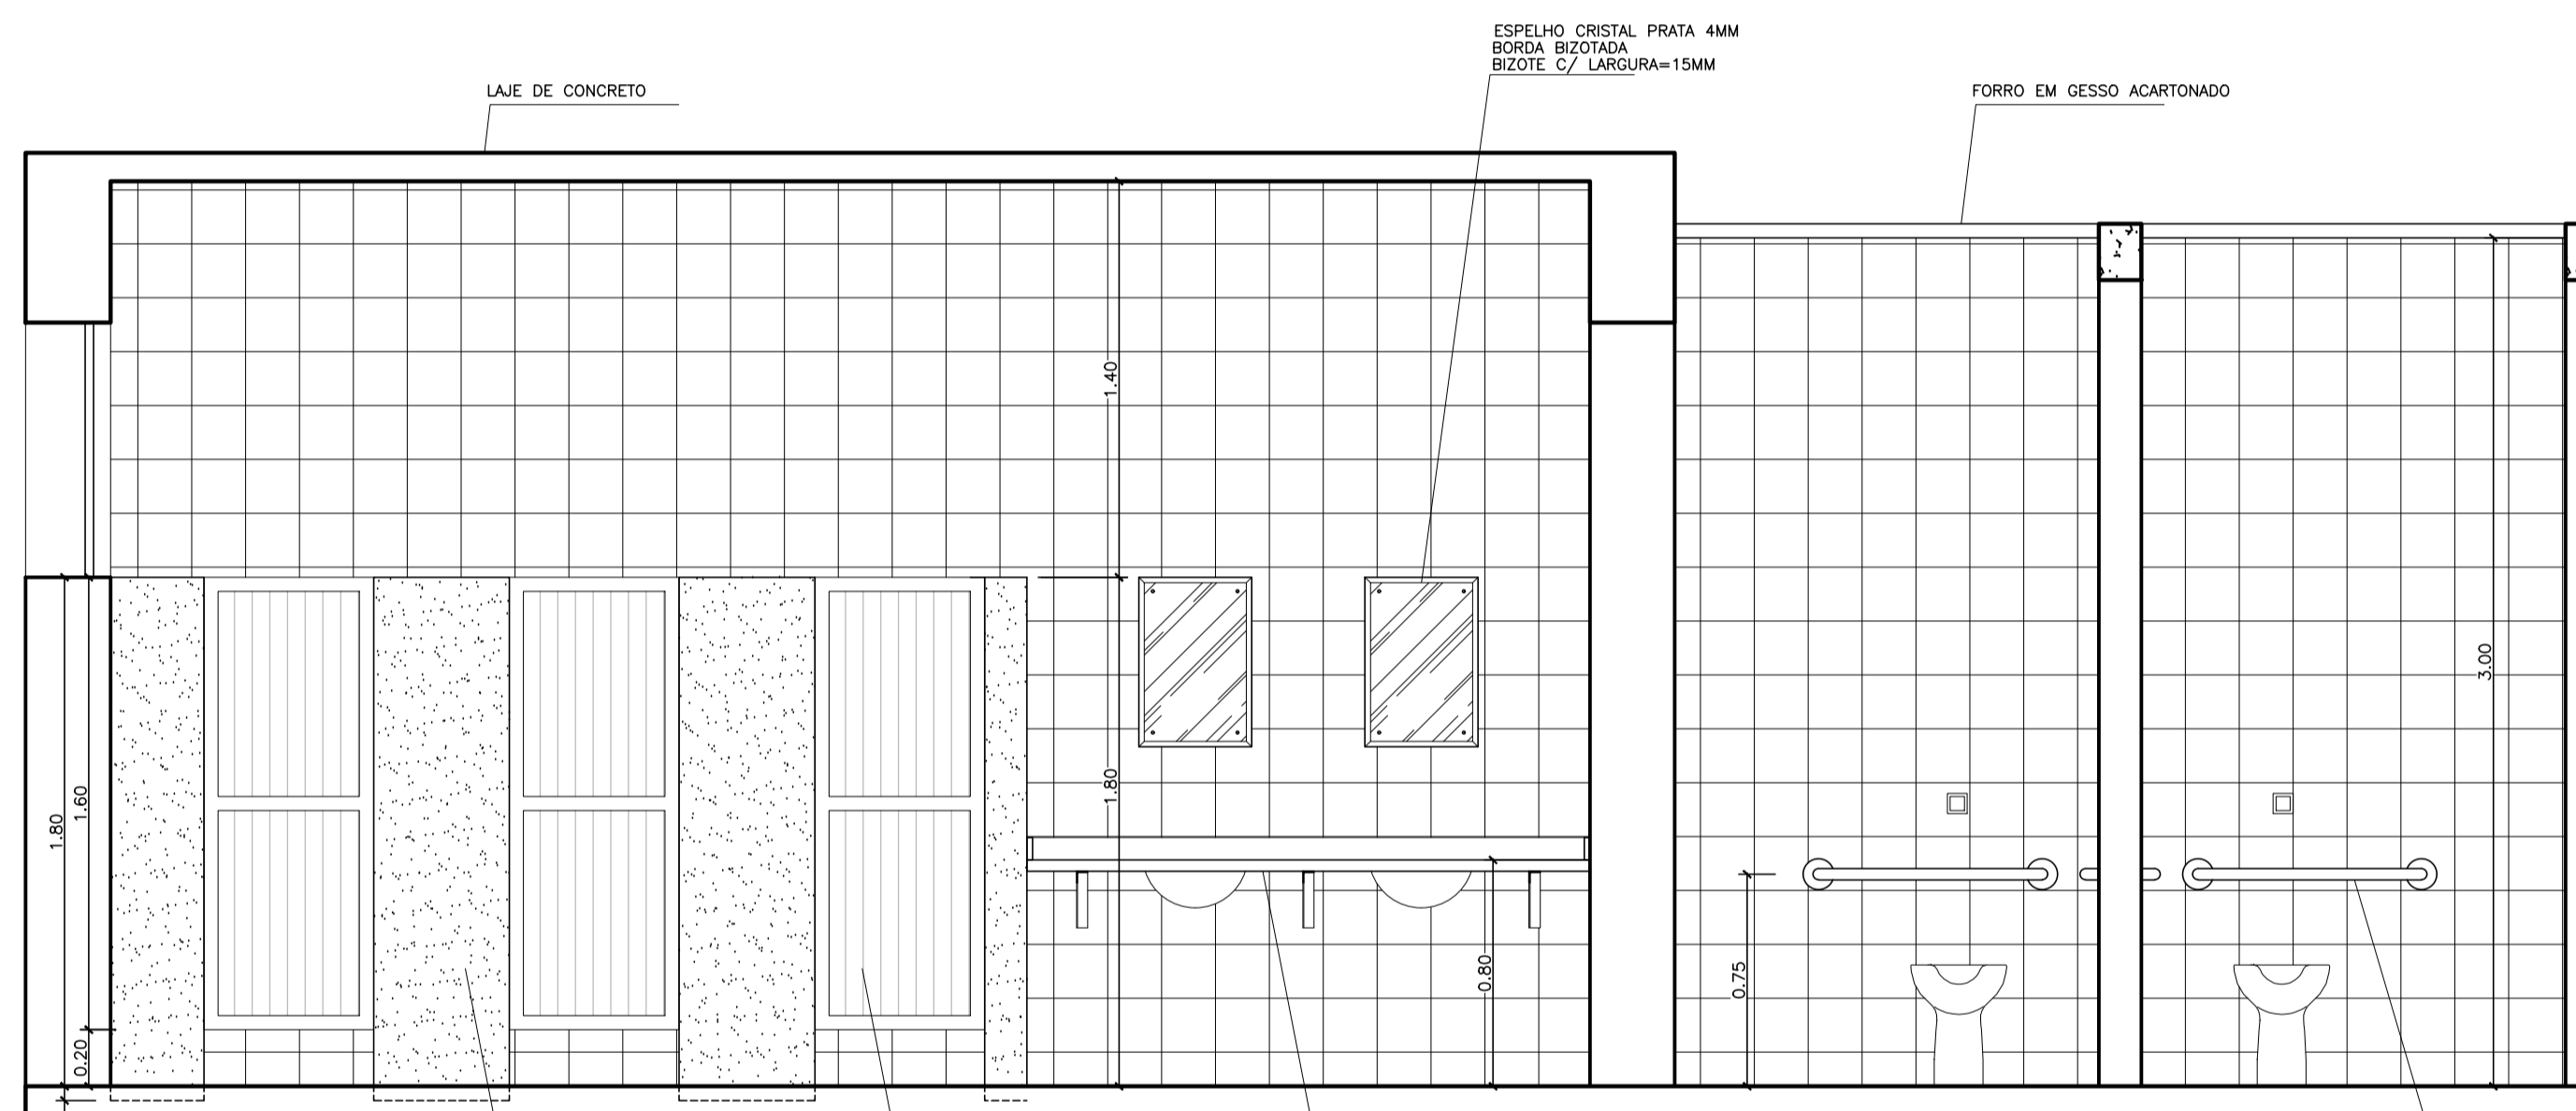 ESPELHO CRISTAL PRATA 4MM
BORDA BIZOTADA
BIZOTE C/ LARGURA=15MM
LAJE DE CONCRETO
FORRO EM GESSO ACARTONADO
1.40
3.00
1.80
1.60
1.80
0.80
0.75
0.20